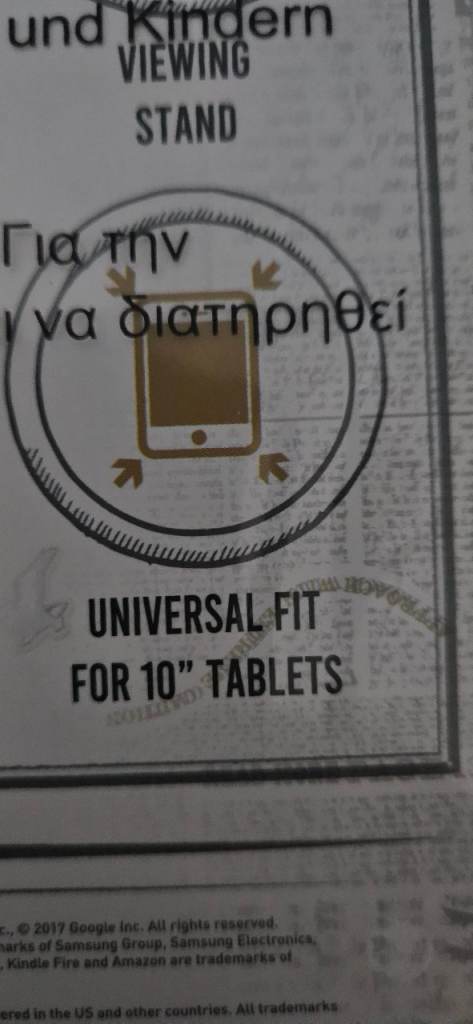 und Kindern
VIEWING
STAND
Για την
ι να διατηρηθεί
UNIVERSAL FIT
FOR 10” TABLETS
c., © 2017 Google Inc. All rights reserved.
marks of Samsung Group, Samsung Electronics,
, Kindle Fire and Amazon are trademarks of
ered in the US and other countries. All trademarks